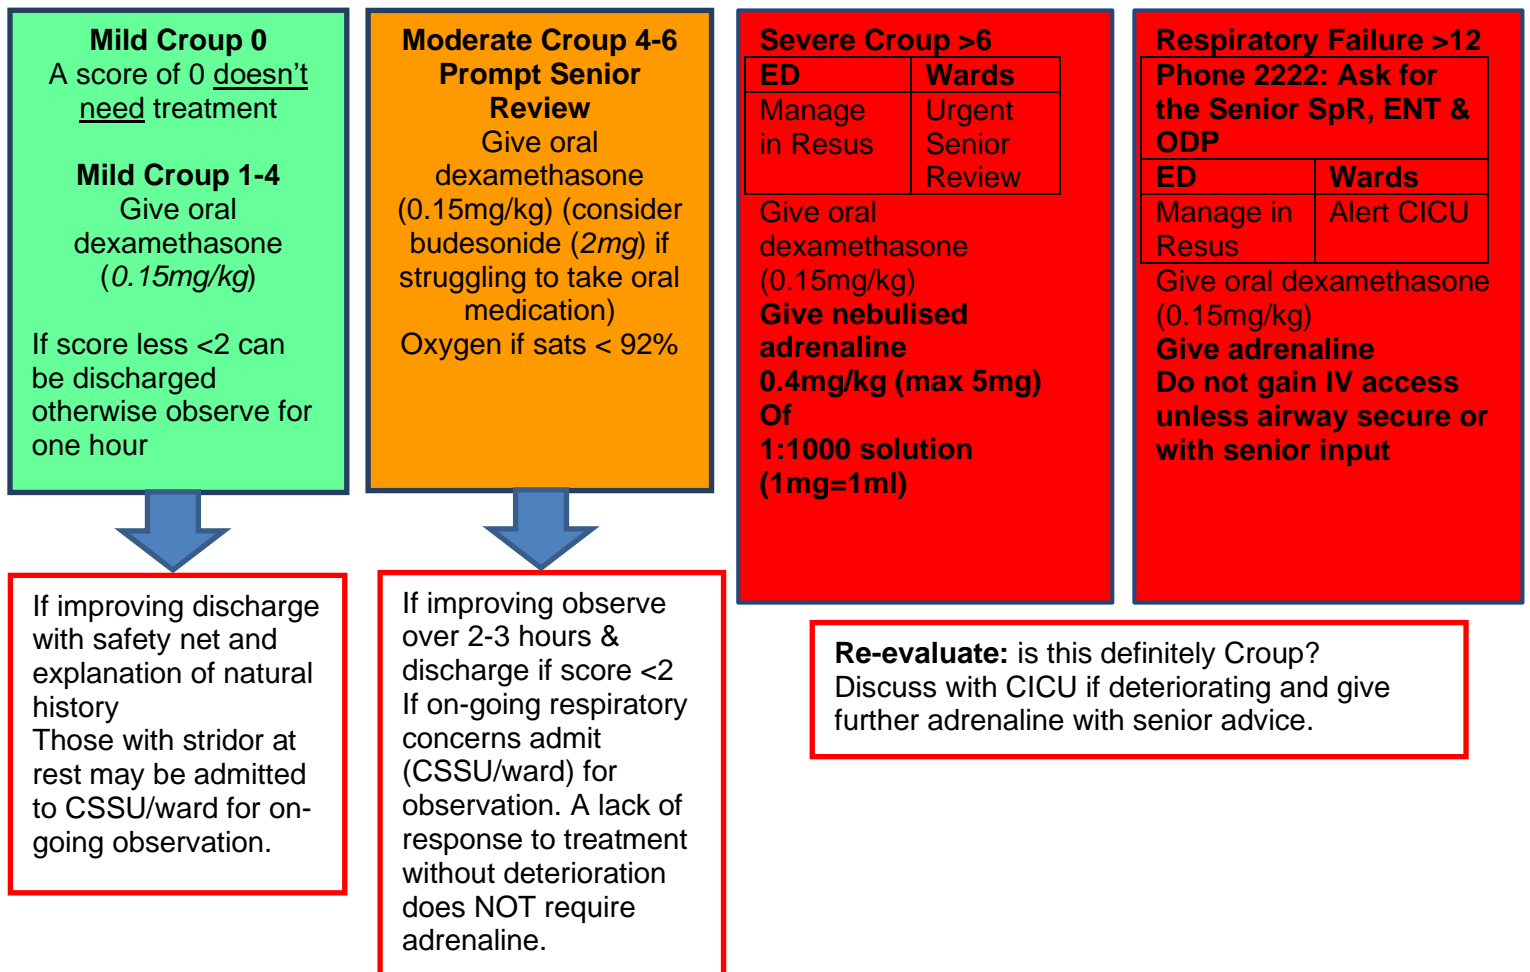 Mild Croup 0
A score of 0 doesn't
need treatment
Mild Croup 1-4
Give oral
dexamethasone
(0.15mg/kg)
If score less <2 can
be discharged
otherwise observe for
one hour
Moderate Croup 4-6
Prompt Senior
Review
Give oral
dexamethasone
(0.15mg/kg) (consider
budesonide (2mg) if
struggling to take oral
medication)
Oxygen if sats < 92%
Severe Croup >6
ED
Wards
Manage
in Resus
Urgent
Senior
Review
Give oral
dexamethasone
(0.15mg/kg)
Give nebulised
adrenaline
0.4mg/kg (max 5mg)
Of
1:1000 solution
(1mg=1ml)
Respiratory Failure >12
Phone 2222: Ask for
the Senior SpR, ENT &
ODP
ED
Wards
Manage in
Resus
Alert CICU
Give oral dexamethasone
(0.15mg/kg)
Give adrenaline
Do not gain IV access
unless airway secure or
with senior input
If improving discharge
with safety net and
explanation of natural
history
Those with stridor at
rest may be admitted
to CSSU/ward for on-
going observation.
If improving observe
over 2-3 hours &
discharge if score <2
If on-going respiratory
concerns admit
(CSSU/ward) for
observation. A lack of
response to treatment
without deterioration
does NOT require
adrenaline.
Re-evaluate: is this definitely Croup?
Discuss with CICU if deteriorating and give
further adrenaline with senior advice.